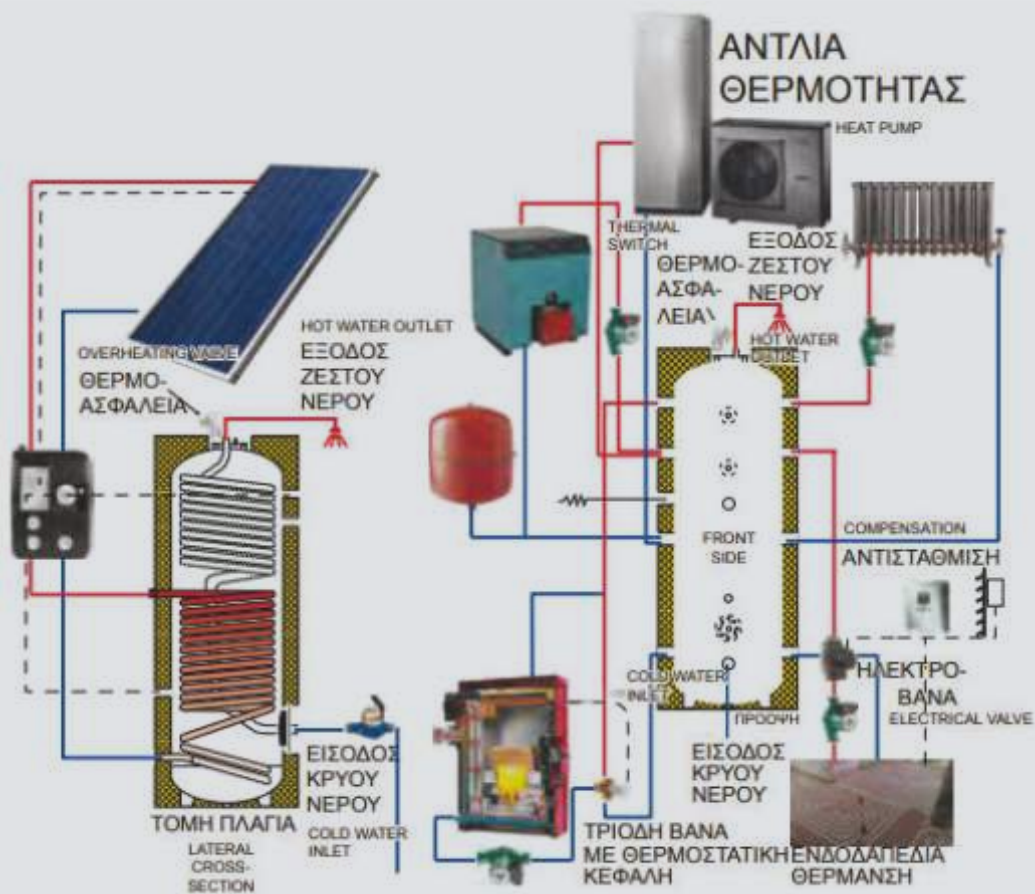 ΑΝΤΛΙΑ
ΘΕΡΜΟΤΗΤΑΣ
HEAT PUMP
THERMAL
SWITCH
ΘΕΡΜΟ-
ΑΣΦΑ-
ΛΕΙΑ
ΕΞΟΔΟΣ
ΖΕΣΤΟΥ
ΝΕΡΟΥ
HOT WATER
OUTLET
OVERHEATING VALVE
ΘΕΡΜΟ-
ΑΣΦΑΛΕΙΑ
HOT WATER OUTLET
ΕΞΟΔΟΣ
ΖΕΣΤΟΥ
ΝΕΡΟΥ
FRONT
SIDE
COMPENSATION
ΑΝΤΙΣΤΑΘΜΙΣΗ
COLD WATER
INLET
ΗΛΕΚΤΡΟ-
ΒΑΝΑ
ELECTRICAL VALVE
ΠΡΟΟΨΗ
ΕΙΣΟΔΟΣ
ΚΡΥΟΥ
ΝΕΡΟΥ
ΕΙΣΟΔΟΣ
ΚΡΥΟΥ
ΝΕΡΟΥ
COLD WATER
INLET
ΤΟΜΗ ΠΛΑΓΙΑ
LATERAL
CROSS-
SECTION
ΤΡΙΟΔΗ ΒΑΝΑ
ΜΕ ΘΕΡΜΟΣΤΑΤΙΚΗ
ΚΕΦΑΛΗ
ΕΝΔΟΔΑΠΕΔΙΑ
ΘΕΡΜΑΝΣΗ